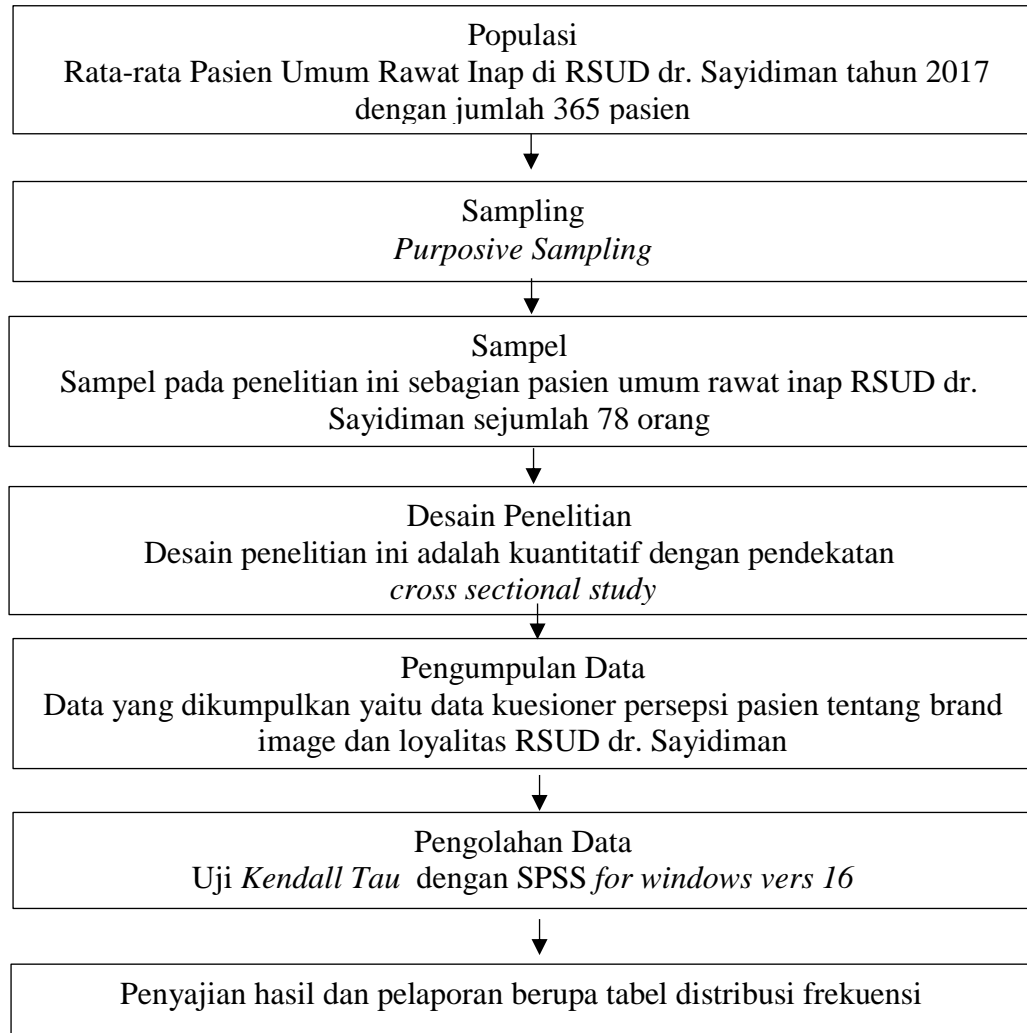 Populasi
Rata-rata Pasien Umum Rawat Inap di RSUD dr. Sayidiman tahun 2017
dengan jumlah 365 pasien
Sampling
Purposive Sampling
Sampel
Sampel pada penelitian ini sebagian pasien umum rawat inap RSUD dr.
Sayidiman sejumlah 78 orang
Desain Penelitian
Desain penelitian ini adalah kuantitatif dengan pendekatan
cross sectional study
Pengumpulan Data
Data yang dikumpulkan yaitu data kuesioner persepsi pasien tentang brand
image dan loyalitas RSUD dr. Sayidiman
Pengolahan Data
Uji Kendall Tau dengan SPSS for windows vers 16
Penyajian hasil dan pelaporan berupa tabel distribusi frekuensi